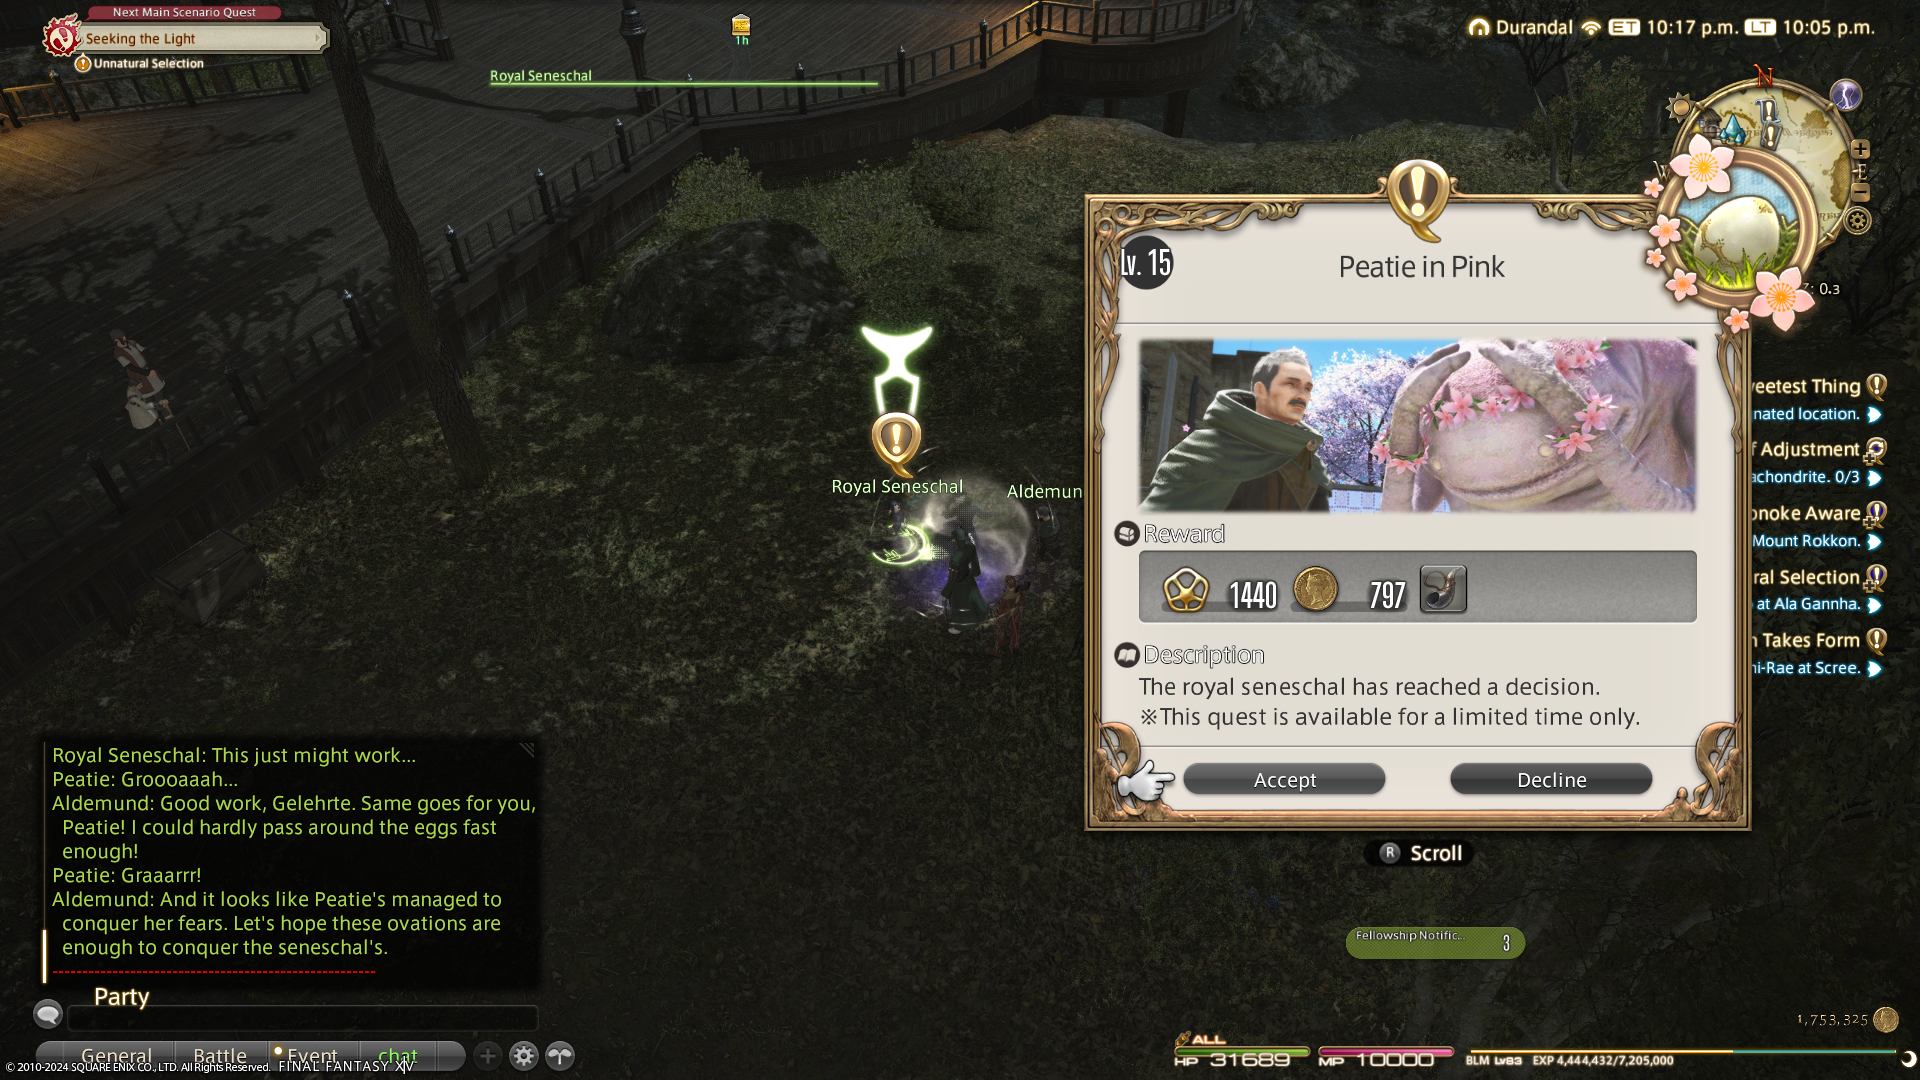 Next Main Scenario Quest
Seeking the Light
Unnatural Selection
1h
Royal Seneschal
Durandal ET 10:17 p.m. LT 10:05 p.m.
N
W
E
Lv. 15
Peatie in Pink
Z: 0.3
Reward
1440 797
Description
The royal seneschal has reached a decision.
※This quest is available for a limited time only.
Accept Decline
R Scroll
Thing
location.
Adjustment
0/3
Aware
Mount Rokkon.
Selection
at Ala Gannha.
Takes Form
at Scree.
Royal Seneschal
Royal Seneschal: This just might work...
Peatie: Groooaaah...
Aldemund: Good work, Gelehrte. Same goes for you,
Peatie! I could hardly pass around the eggs fast
enough!
Peatie: Graaarrr!
Aldemund: And it looks like Peatie's managed to
conquer her fears. Let's hope these ovations are
enough to conquer the seneschal's.
Party
General Battle Event chat
© 2010-2024 SQUARE ENIX CO., LTD. All Rights Reserved. FINAL FANTASY XIV
Fellowship Notific... 3
1,753,325
ALL
HP 31689 MP 10000 BLM Lv83 EXP 4,444,432/7,205,000